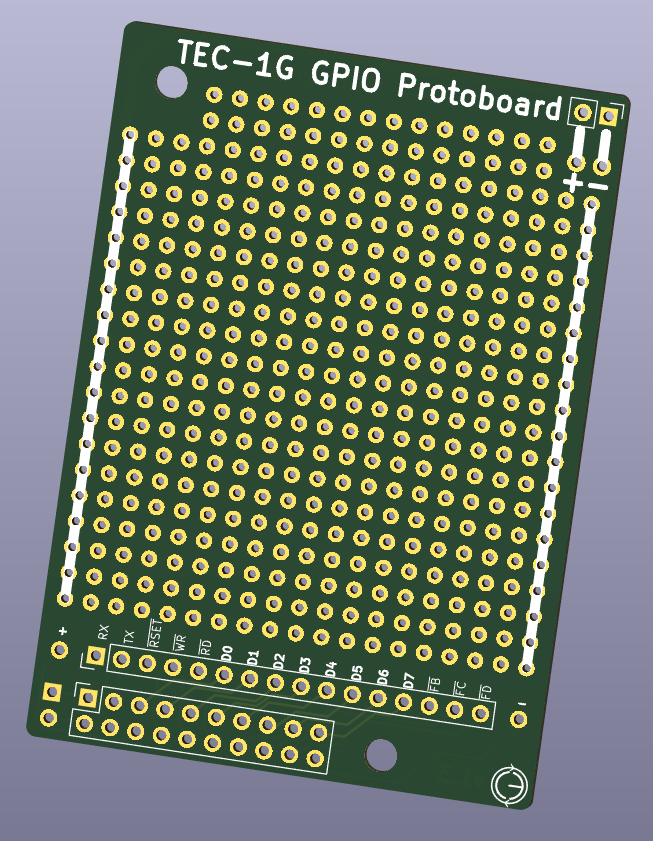 TEC-1G GPIO Protoboard
+ -
+ RX TX RSET WR RD D0 D1 D2 D3 D4 D5 D6 D7 FB FC FD -